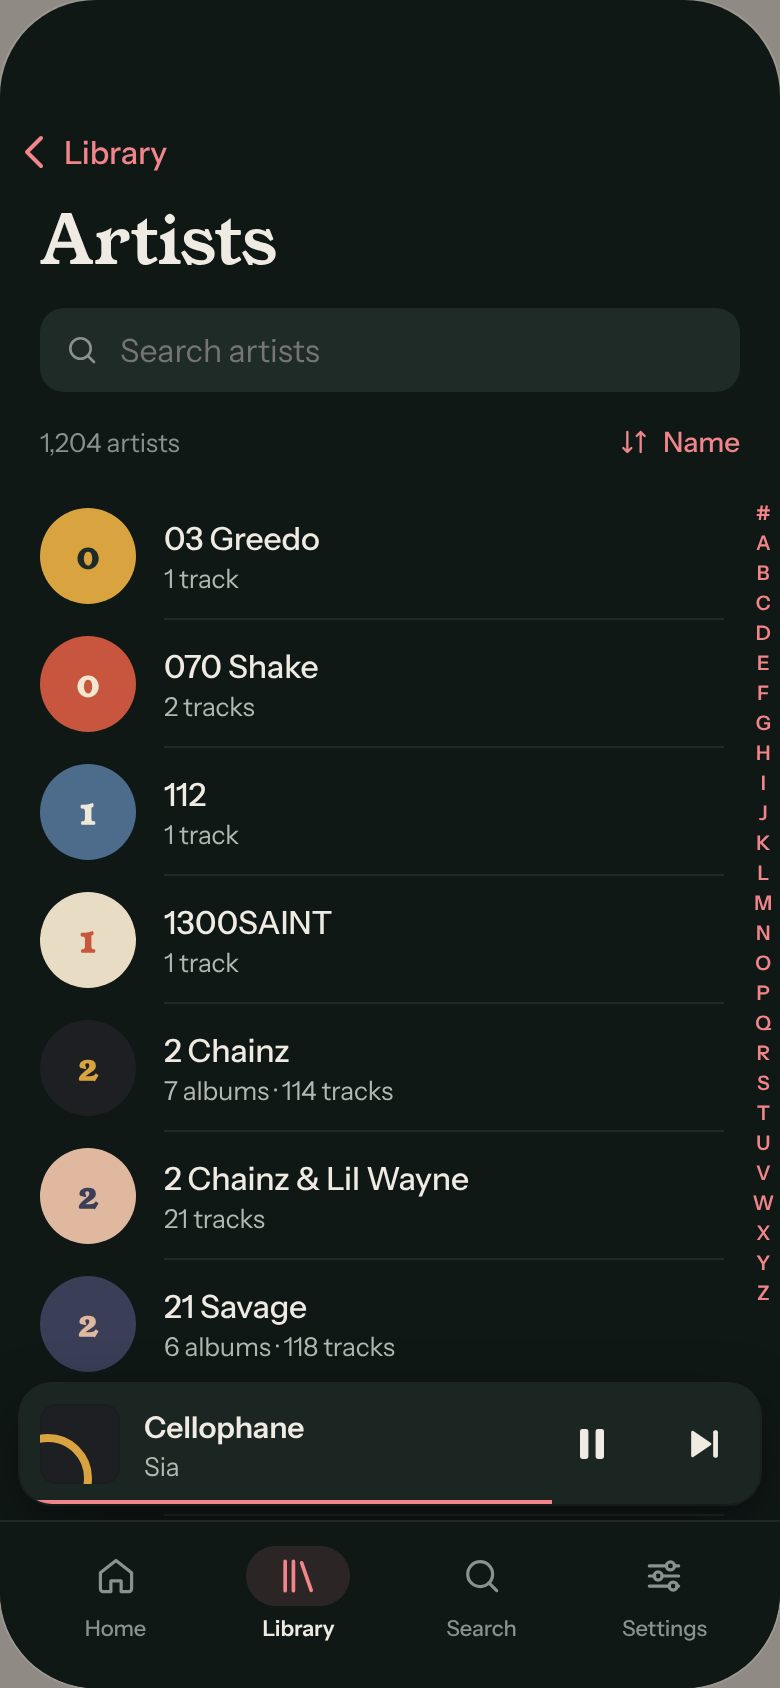 Library
Artists
Search artists
1,204 artists
Name
0
03 Greedo
1 track
0
070 Shake
2 tracks
1
112
1 track
1
1300SAINT
1 track
2
2 Chainz
7 albums · 114 tracks
2
2 Chainz & Lil Wayne
21 tracks
2
21 Savage
6 albums · 118 tracks
#
A
B
C
D
E
F
G
H
I
J
K
L
M
N
O
P
Q
R
S
T
U
V
W
X
Y
Z
Cellophane
Sia
Home
Library
Search
Settings